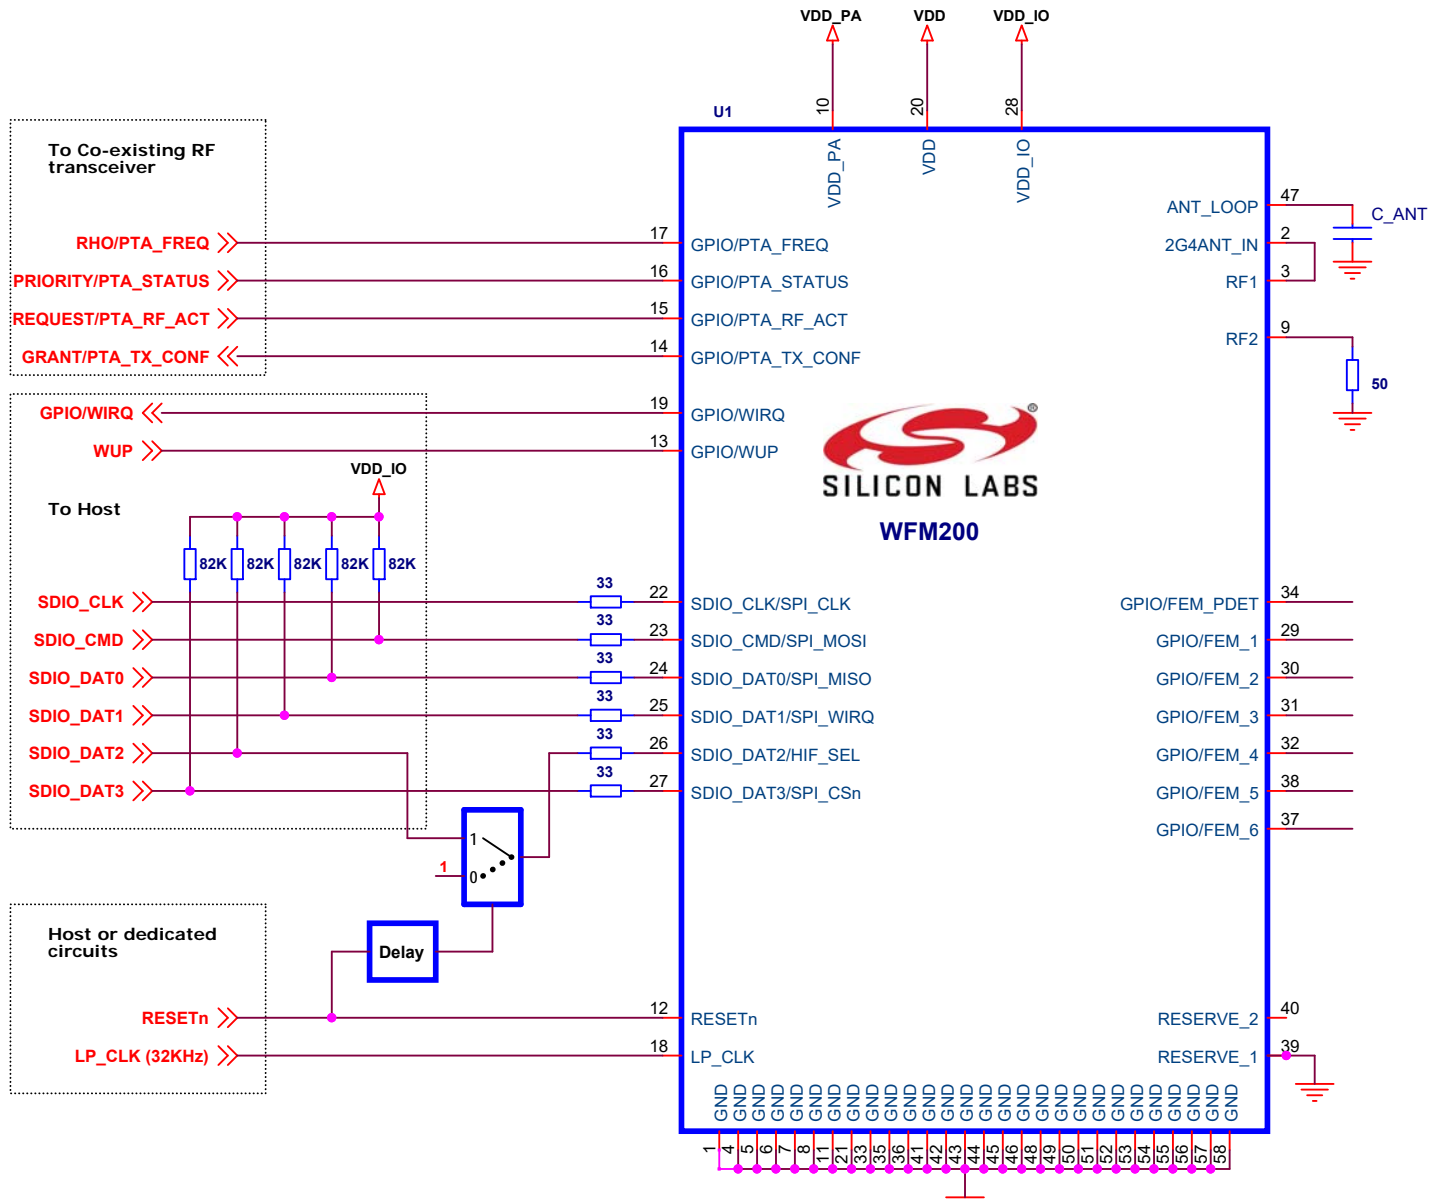 VDD_PA VDD VDD_IO
10 20 28
U1
VDD_PA VDD VDD_IO
To Co-existing RF
transceiver
RHO/PTA_FREQ 17 GPIO/PTA_FREQ
PRIORITY/PTA_STATUS 16 GPIO/PTA_STATUS
REQUEST/PTA_RF_ACT 15 GPIO/PTA_RF_ACT
GRANT/PTA_TX_CONF 14 GPIO/PTA_TX_CONF
ANT_LOOP 47 C_ANT
2G4ANT_IN 2
RF1 3
RF2 9
50
GPIO/WIRQ 19 GPIO/WIRQ
WUP 13 GPIO/WUP
VDD_IO
To Host
82K 82K 82K 82K 82K
®
SILICON LABS
WFM200
SDIO_CLK 33 22 SDIO_CLK/SPI_CLK
SDIO_CMD 33 23 SDIO_CMD/SPI_MOSI
SDIO_DAT0 33 24 SDIO_DAT0/SPI_MISO
SDIO_DAT1 33 25 SDIO_DAT1/SPI_WIRQ
SDIO_DAT2 33 26 SDIO_DAT2/HIF_SEL
SDIO_DAT3 33 27 SDIO_DAT3/SPI_CSn
GPIO/FEM_PDET 34
GPIO/FEM_1 29
GPIO/FEM_2 30
GPIO/FEM_3 31
GPIO/FEM_4 32
GPIO/FEM_5 38
GPIO/FEM_6 37
1
1 0
Host or dedicated
circuits
Delay
RESETn 12 RESETn
LP_CLK (32KHz) 18 LP_CLK
RESERVE_2 40
RESERVE_1 39
GND GND GND GND GND GND GND GND GND GND GND GND GND GND GND GND GND GND GND GND GND GND GND GND GND GND GND GND
1 4 5 6 7 8 11 21 33 35 36 41 42 43 44 45 46 48 49 50 51 52 53 54 55 56 57 58